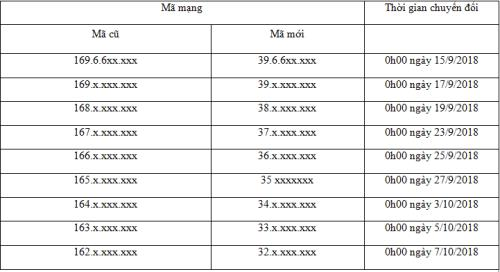 Mã mạng Thời gian chuyển đổi
Mã cũ Mã mới
169.6.6xx.xxx 39.6.6xx.xxx 0h00 ngày 15/9/2018
169.x.xxx.xxx 39.x.xxx.xxx 0h00 ngày 17/9/2018
168.x.xxx.xxx 38.x.xxx.xxx 0h00 ngày 19/9/2018
167.x.xxx.xxx 37.x.xxx.xxx 0h00 ngày 23/9/2018
166.x.xxx.xxx 36.x.xxx.xxx 0h00 ngày 25/9/2018
165.x.xxx.xxx 35 xxxxxxx 0h00 ngày 27/9/2018
164.x.xxx.xxx 34.x.xxx.xxx 0h00 ngày 3/10/2018
163.x.xxx.xxx 33.x.xxx.xxx 0h00 ngày 5/10/2018
162.x.xxx.xxx 32.x.xxx.xxx 0h00 ngày 7/10/2018